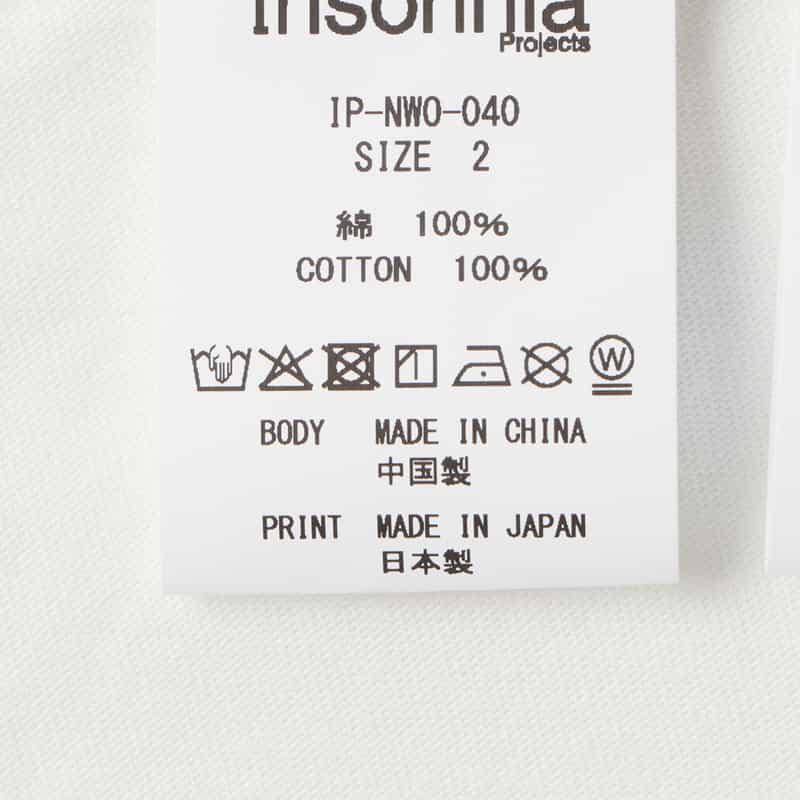 Insomnia
Projects
IP-NWO-040
SIZE 2
綿 100%
COTTON 100%
W
BODY MADE IN CHINA
中国製
PRINT MADE IN JAPAN
日本製